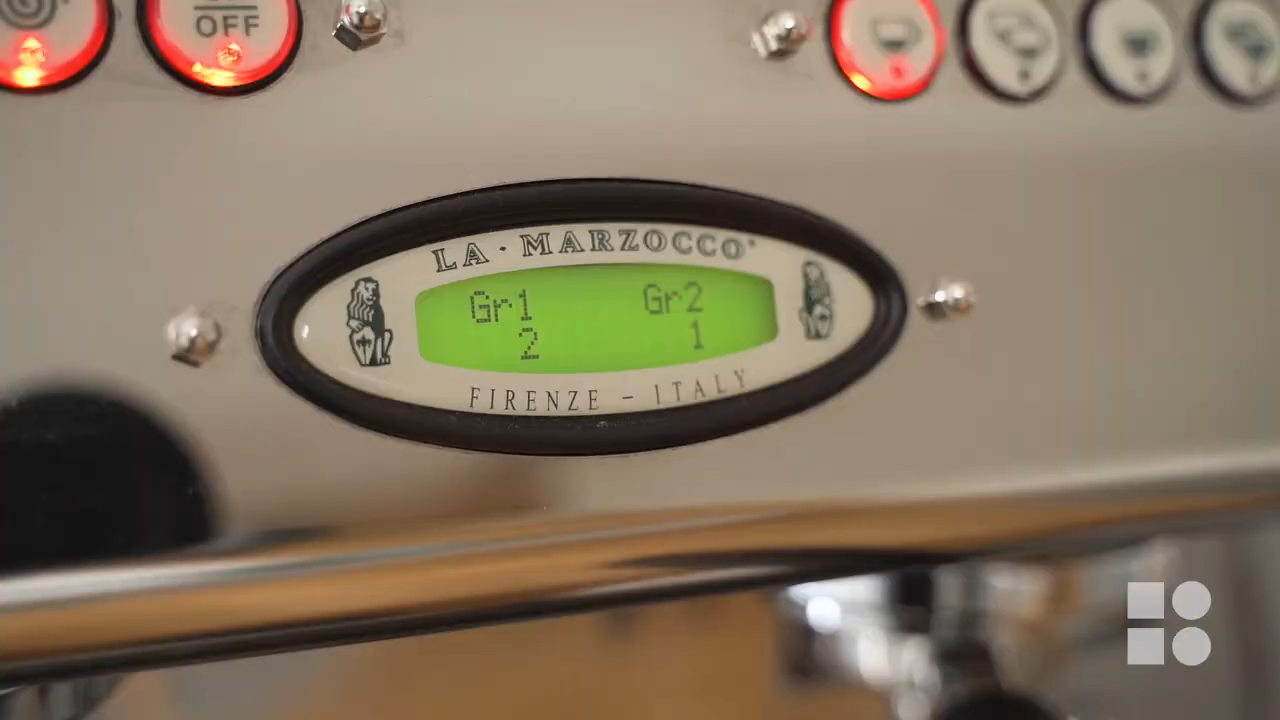 OFF
LA·MARZOCCO
Gr1 Gr2
2 1
FIRENZE - ITALY